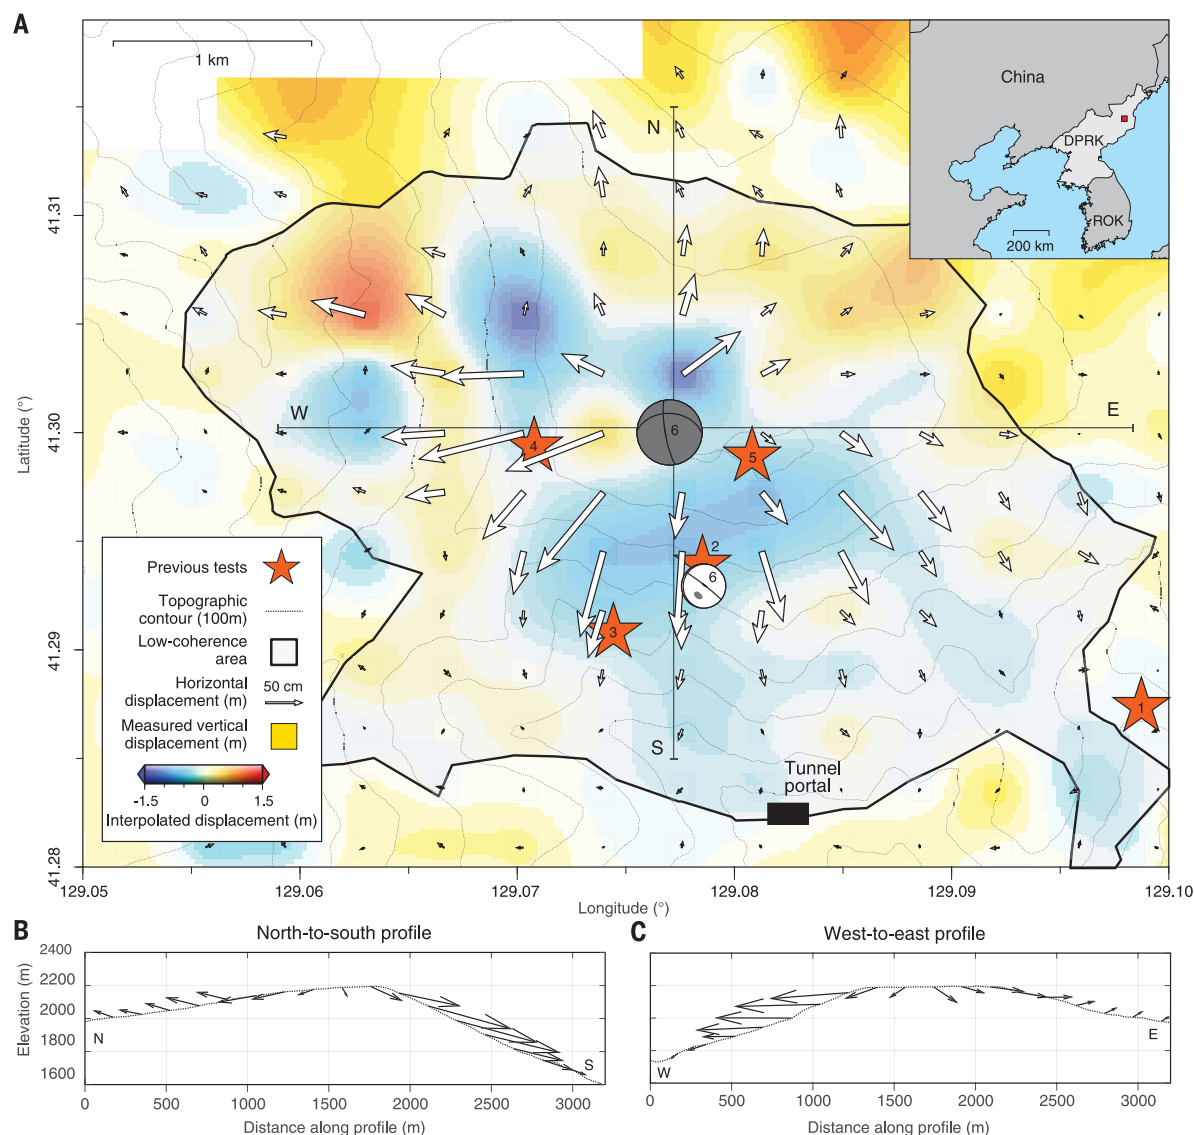 A
1 km
N
China
DPRK
ROK
200 km
41.31
41.30
41.29
41.28
Latitude (°)
W
E
S
6
4
5
2
6
3
1
Previous tests
Topographic
contour (100m)
Low-coherence
area
Horizontal
displacement (m)
50 cm
Measured vertical
displacement (m)
-1.5
0
1.5
Interpolated displacement (m)
Tunnel
portal
129.05
129.06
129.07
129.08
129.09
129.10
Longitude (°)
B
North-to-south profile
2400
2200
2000
1800
1600
Elevation (m)
N
S
0
500
1000
1500
2000
2500
3000
Distance along profile (m)
C
West-to-east profile
W
E
0
500
1000
1500
2000
2500
3000
Distance along profile (m)